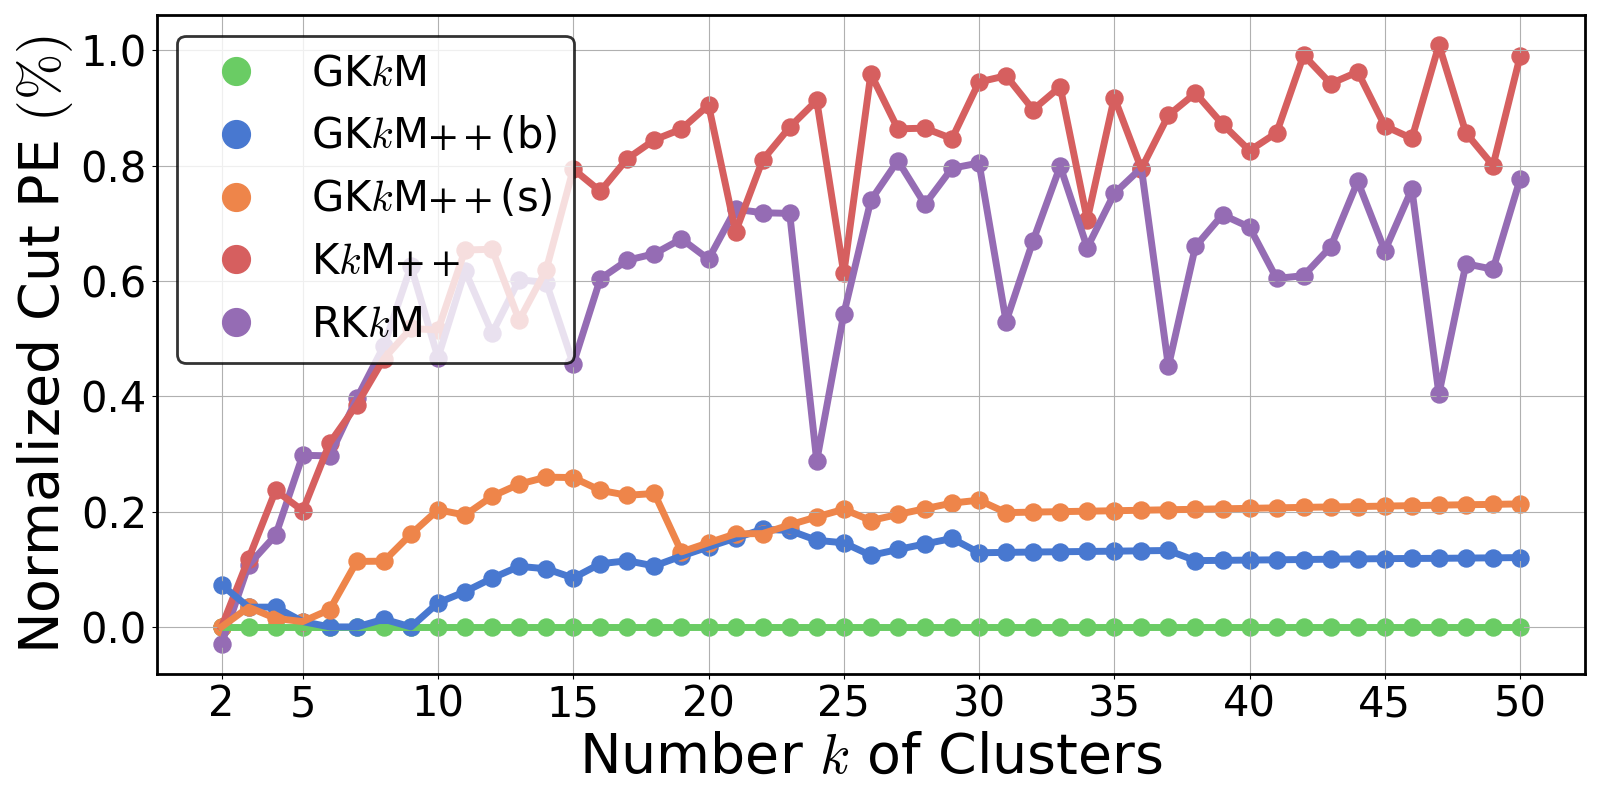 Normalized Cut PE (%)
1.0
0.8
0.6
0.4
0.2
0.0
GKkM
GKkM++(b)
GKkM++(s)
KkM++
RKkM
2 5 10 15 20 25 30 35 40 45 50
Number k of Clusters